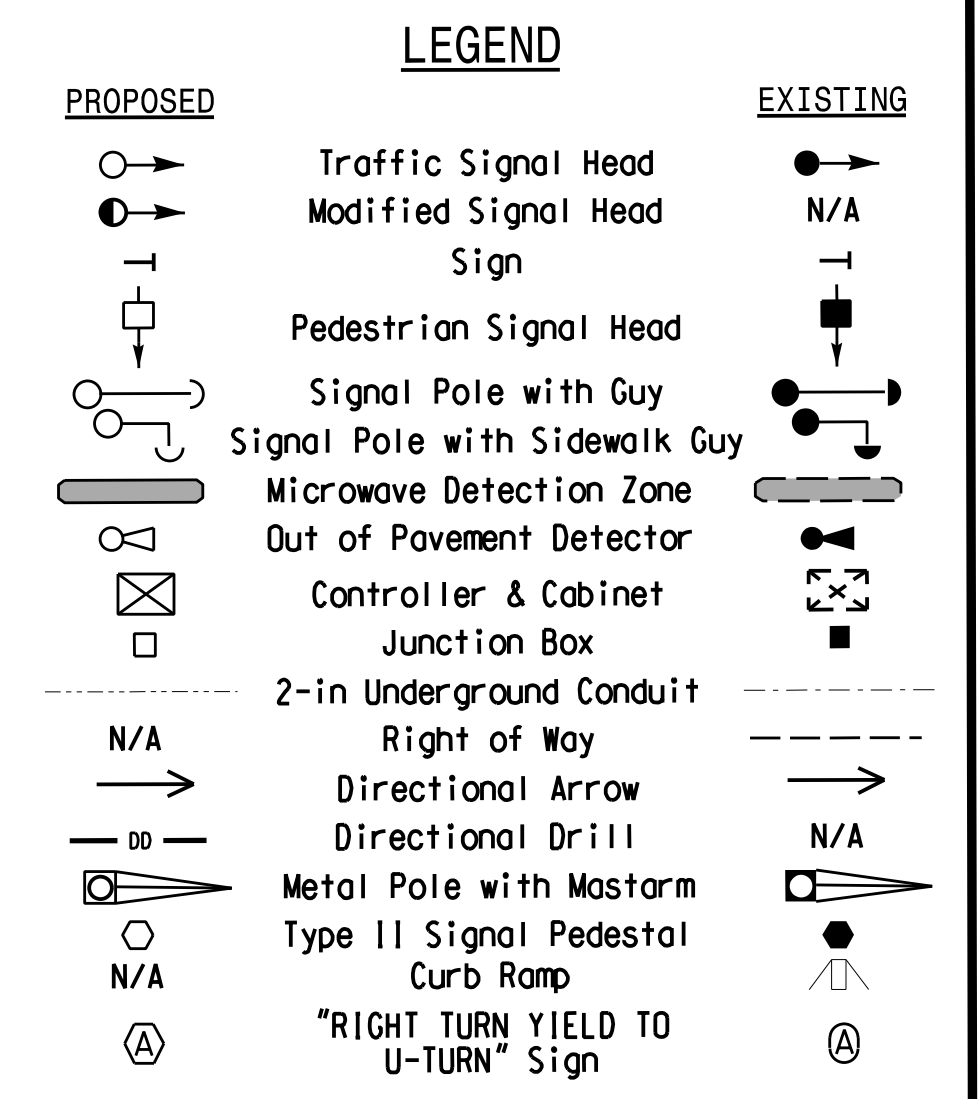 LEGEND
PROPOSED EXISTING
Traffic Signal Head
Modified Signal Head N/A
Sign
Pedestrian Signal Head
Signal Pole with Guy
Signal Pole with Sidewalk Guy
Microwave Detection Zone
Out of Pavement Detector
Controller & Cabinet
Junction Box
2-in Underground Conduit
N/A Right of Way
Directional Arrow
DD Directional Drill N/A
Metal Pole with Mastarm
Type II Signal Pedestal
N/A Curb Ramp
"RIGHT TURN YIELD TO
A U-TURN" Sign A